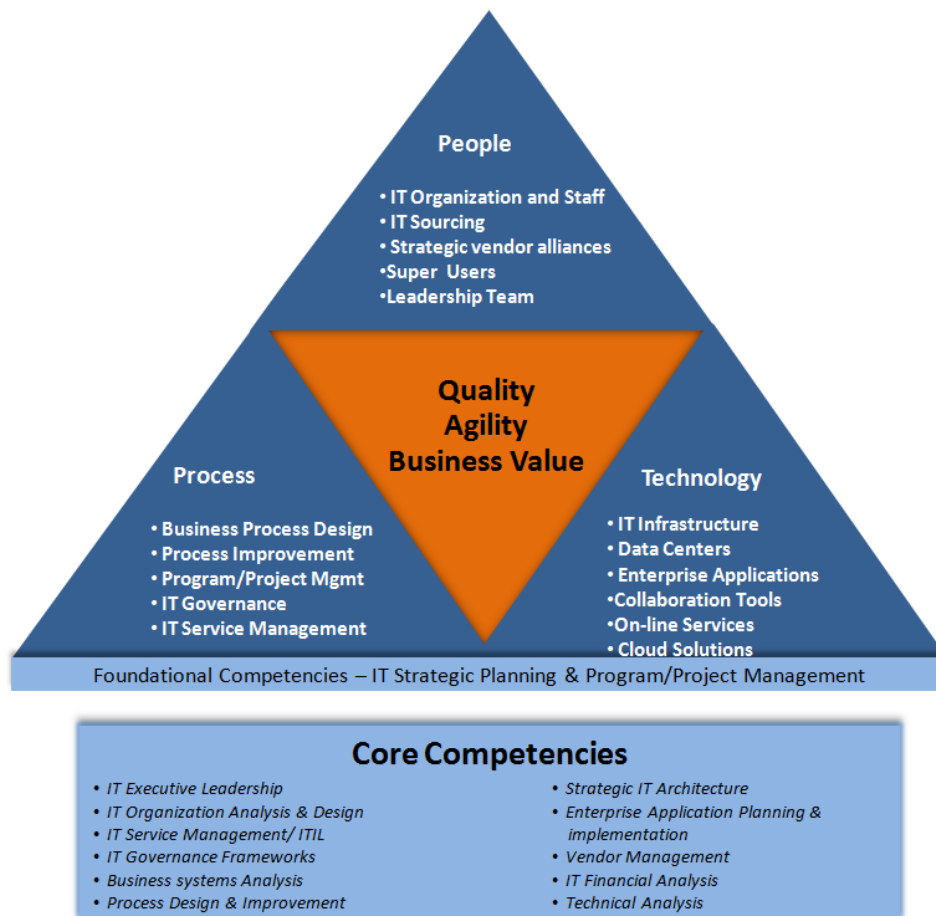 People
• IT Organization and Staff
• IT Sourcing
• Strategic vendor alliances
•Super Users
•Leadership Team
Quality
Agility
Business Value
Process
• Business Process Design
• Process Improvement
• Program/Project Mgmt
• IT Governance
• IT Service Management
Technology
• IT Infrastructure
• Data Centers
• Enterprise Applications
•Collaboration Tools
•On-line Services
• Cloud Solutions
Foundational Competencies – IT Strategic Planning & Program/Project Management
Core Competencies
• IT Executive Leadership
• IT Organization Analysis & Design
• IT Service Management/ ITIL
• IT Governance Frameworks
• Business systems Analysis
• Process Design & Improvement
• Strategic IT Architecture
• Enterprise Application Planning &
implementation
• Vendor Management
• IT Financial Analysis
• Technical Analysis